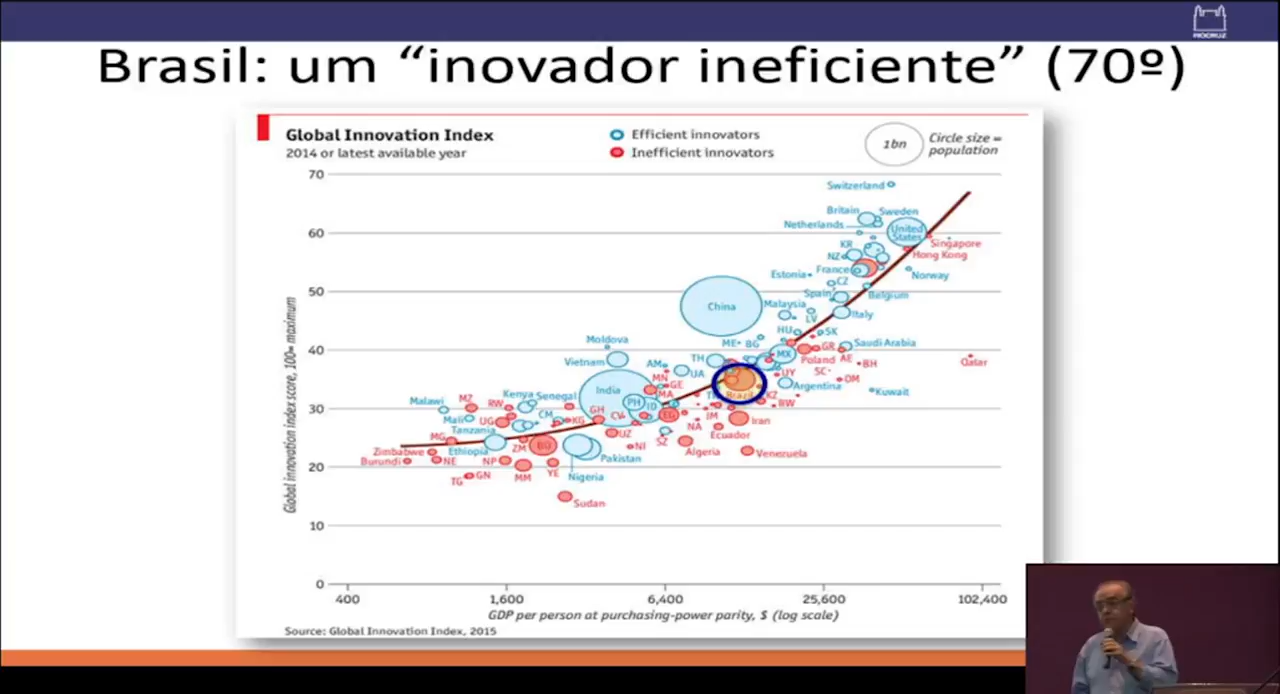 FIOCRUZ
Brasil: um “inovador ineficiente” (70º)
Global Innovation Index
2014 or latest available year
Efficient innovators
Inefficient innovators
1bn
Circle size =
population
Global innovation index score, 100= maximum
70
60
50
40
30
20
10
0
Switzerland
Britain
Sweden
Netherlands
United
States
KR
Singapore
NZ
Hong Kong
France
Norway
Estonia
CZ
Spain
Belgium
China
Malaysia
LV
Italy
HU
SK
ME
BG
GR
Saudi Arabia
Moldova
MX
Poland
AE
BH
Qatar
Vietnam
AM
TH
UA
UY
SC
OM
MN
GE
Argentina
Kuwait
India
MA
Brazil
KZ
BW
Kenya
Senegal
PH
ID
Malawi
MZ
RW
GH
CV
EG
IM
Iran
Mali
UG
CM
KG
NA
Tanzania
UZ
SZ
Ecuador
MG
Ethiopia
ZM
BD
NI
Algeria
Venezuela
Zimbabwe
Burundi
NE
NP
Pakistan
TG
GN
MM
YE
Nigeria
Sudan
400
1,600
6,400
25,600
102,400
GDP per person at purchasing-power parity, $ (log scale)
Source: Global Innovation Index, 2015